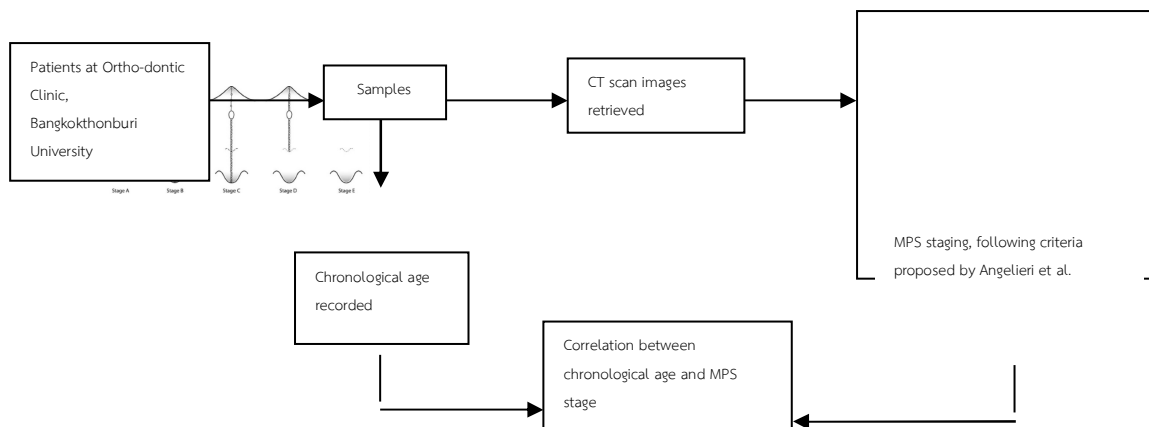 Patients at Ortho-dontic
Clinic,
Bangkokthonburi
University
Samples
CT scan images
retrieved
Stage A
Stage B
Stage C
Stage D
Stage E
MPS staging, following criteria
proposed by Angelieri et al.
Chronological age
recorded
Correlation between
chronological age and MPS
stage